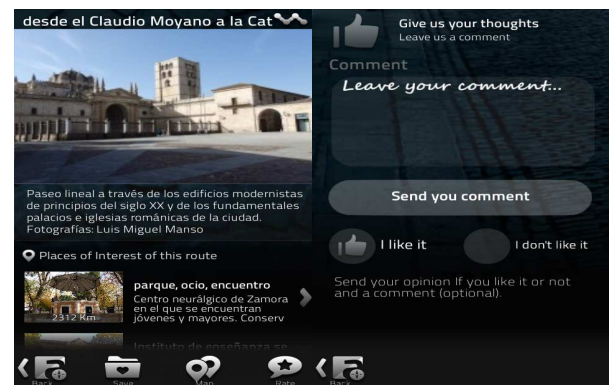 desde el Claudio Moyano a la Cat
Paseo lineal a través de los edificios modernistas
de principios del siglo XX y de los fundamentales
palacios e iglesias románicas de la ciudad.
Fotografías: Luis Miguel Manso
Places of Interest of this route
parque, ocio, encuentro
Centro neurálgico de Zamora
en el que se encuentran
jóvenes y mayores. Conserv
2312 Km
Instituto de enseñanza se
Back
Save
Map
Rate
Give us your thoughts
Leave us a comment
Comment
Leave your comment...
Send you comment
I like it
I don't like it
Send your opinion If you like it or not
and a comment (optional).
Back